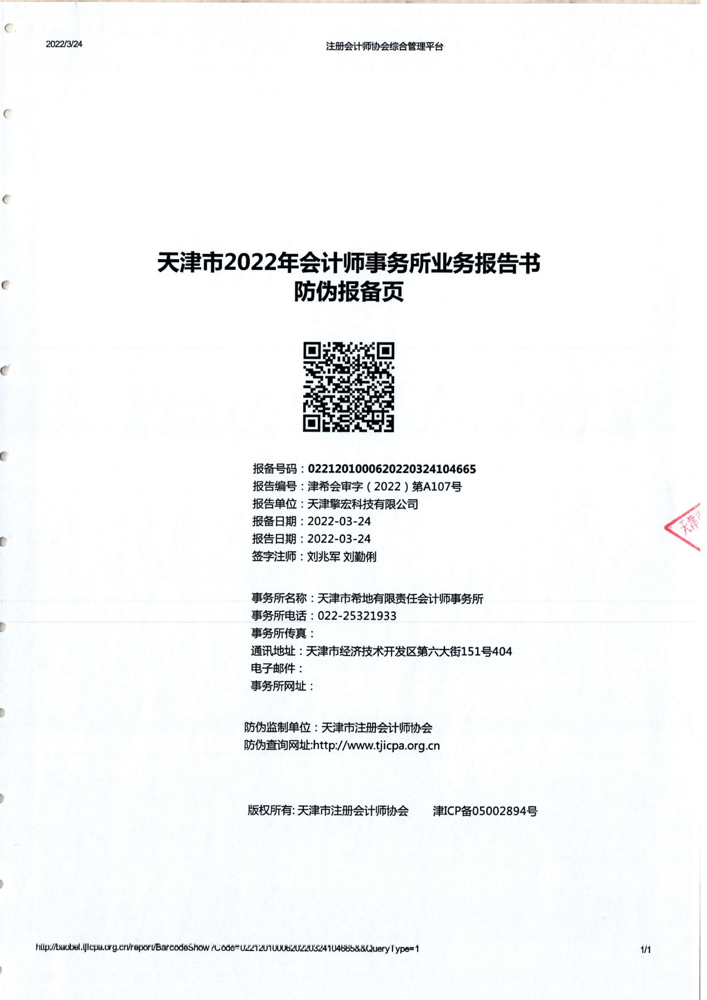 2022/3/24
注册会计师协会综合管理平台
天津市2022年会计师事务所业务报告书
防伪报备页
报备号码：0221201000620220324104665
报告编号：津希会审字（2022）第A107号
报告单位：天津擎宏科技有限公司
报备日期：2022-03-24
报告日期：2022-03-24
签字注师：刘兆军 刘勤俐
事务所名称：天津市希地有限责任会计师事务所
事务所电话：022-25321933
事务所传真：
通讯地址：天津市经济技术开发区第六大街151号404
电子邮件：
事务所网址：
防伪监制单位：天津市注册会计师协会
防伪查询网址:http://www.tjicpa.org.cn
版权所有: 天津市注册会计师协会 津ICP备05002894号
天津市
http://baobei.tjicpa.org.cn/report/BarcodeShow?Code=0221201000620220324104665&&QueryType=1
1/1